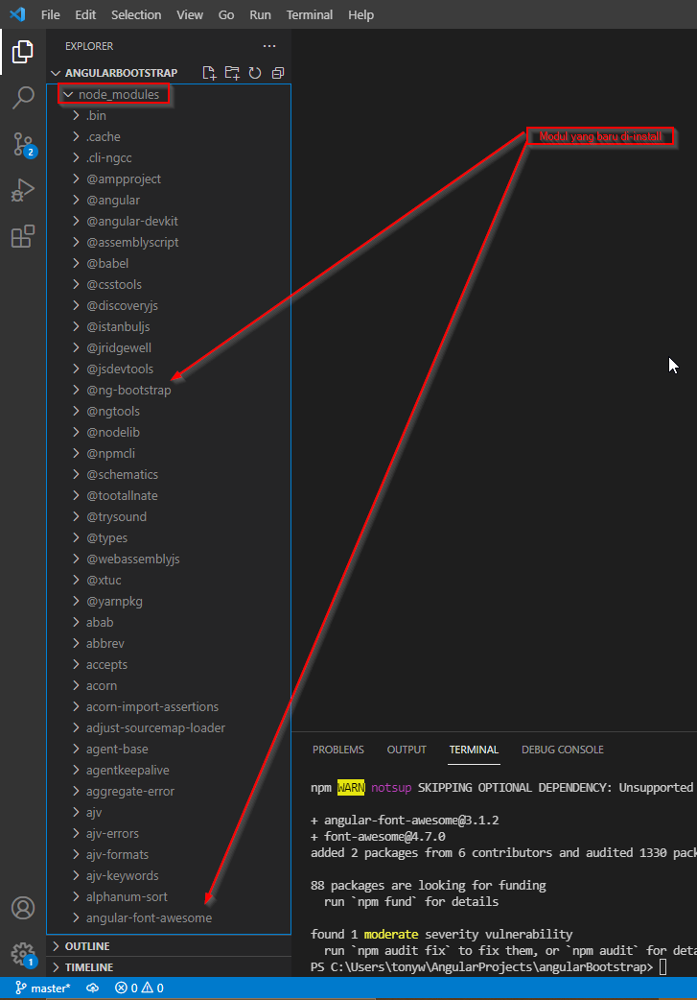 File Edit Selection View Go Run Terminal Help
EXPLORER
ANGULARBOOTSTRAP
node_modules
.bin
.cache
.cli-ngcc
@ampproject
@angular
@angular-devkit
@assemblyscript
@babel
@csstools
@discoveryjs
@istanbuljs
@jridgewell
@jsdevtools
@ng-bootstrap
@ngtools
@nodelib
@npmcli
@schematics
@tootallnate
@trysound
@types
@webassemblyjs
@xtuc
@yarnpkg
abab
abbrev
accepts
acorn
acorn-import-assertions
adjust-sourcemap-loader
agent-base
agentkeepalive
aggregate-error
ajv
ajv-errors
ajv-formats
ajv-keywords
alphanum-sort
angular-font-awesome
OUTLINE
TIMELINE
2
1
Modul yang baru di-install
PROBLEMS OUTPUT TERMINAL DEBUG CONSOLE
npm WARN notsup SKIPPING OPTIONAL DEPENDENCY: Unsupported
+ angular-font-awesome@3.1.2
+ font-awesome@4.7.0
added 2 packages from 6 contributors and audited 1330 pack
88 packages are looking for funding
run `npm fund` for details
found 1 moderate severity vulnerability
run `npm audit fix` to fix them, or `npm audit` for deta
PS C:\Users\tonyw\AngularProjects\angularBootstrap>
master* 0 0